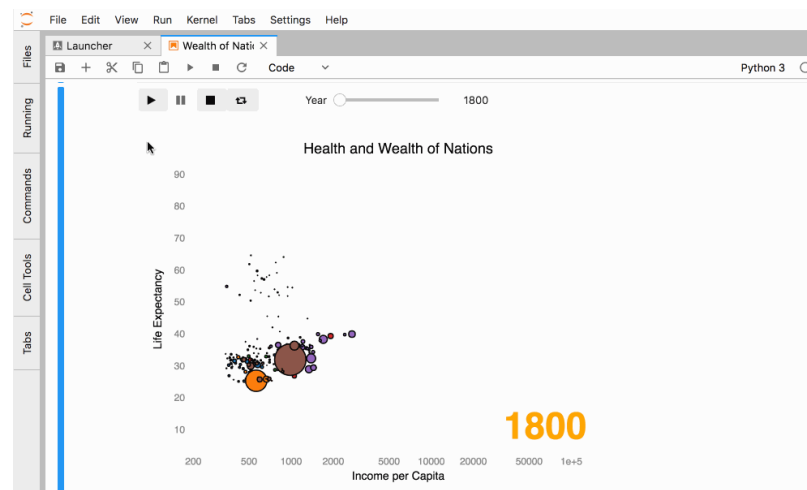 File Edit View Run Kernel Tabs Settings Help
Launcher Wealth of Natio
Code Python 3
Files
Running
Commands
Cell Tools
Tabs
Year 1800
Health and Wealth of Nations
90
80
70
60
50
40
30
20
10
Life Expectancy
1800
200 500 1000 2000 5000 10000 20000 50000 1e+5
Income per Capita